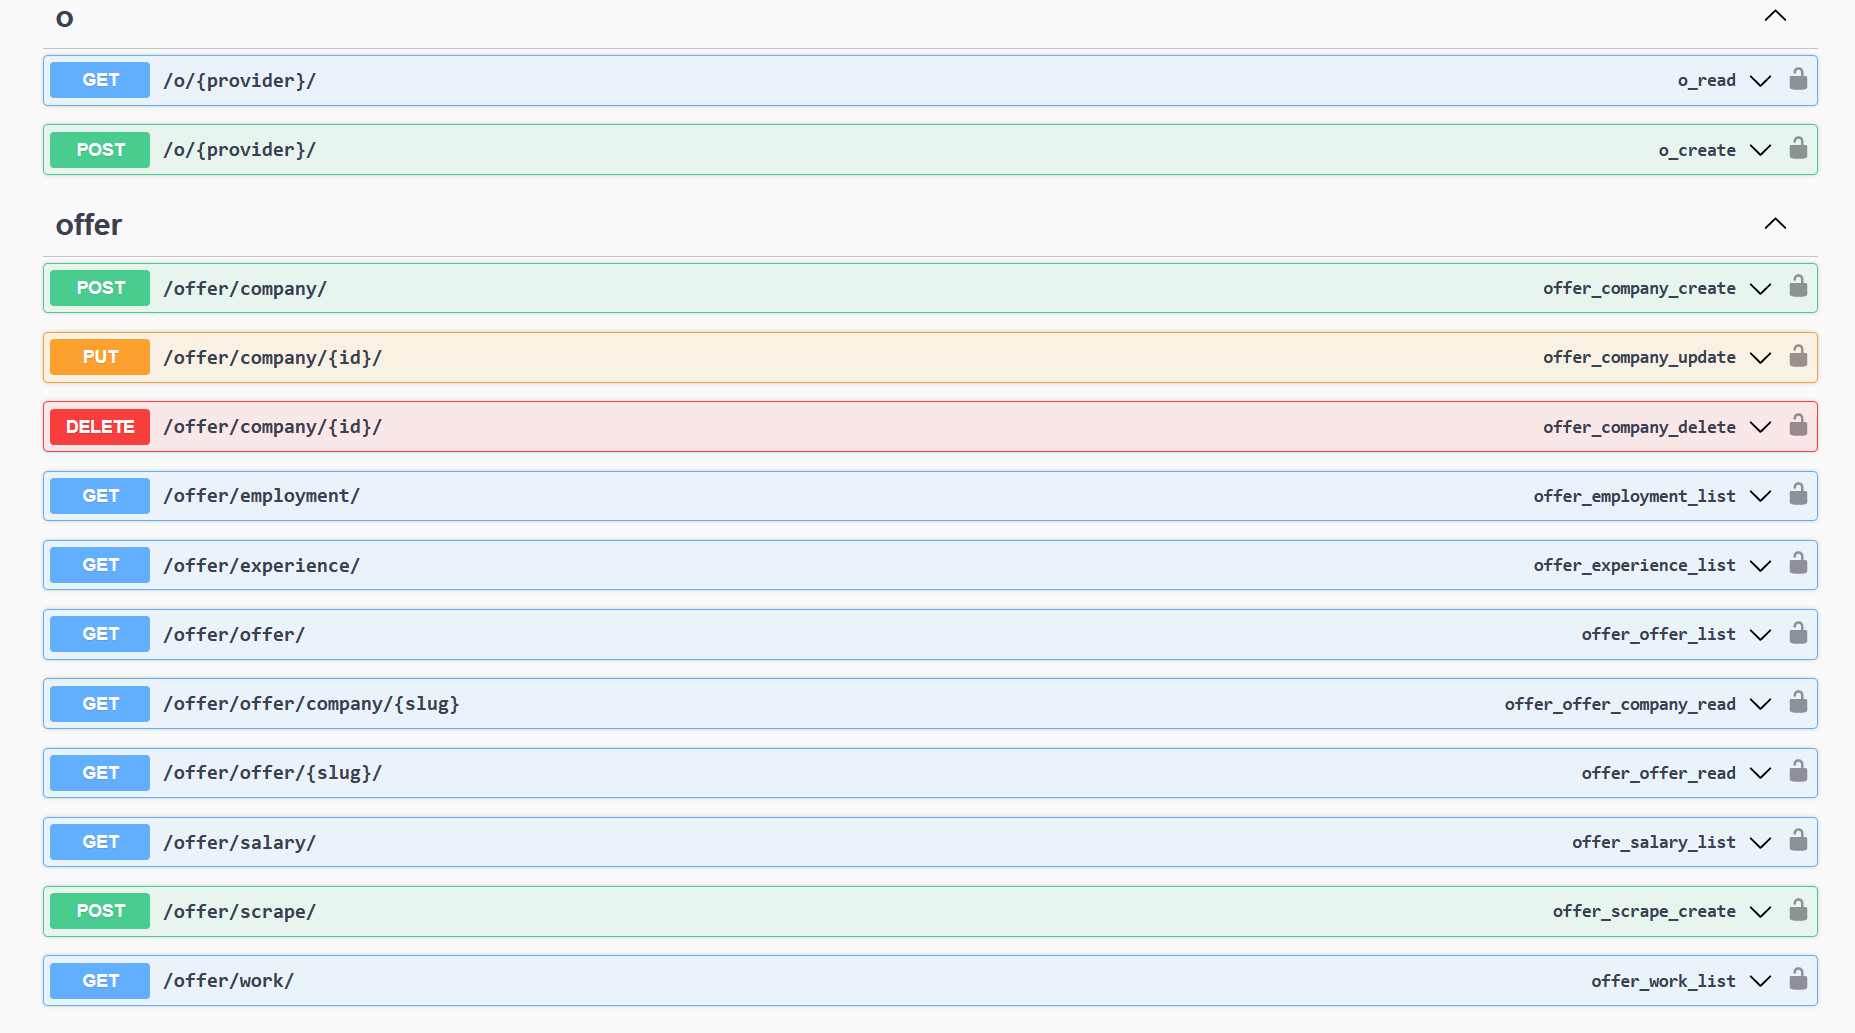 o
GET /o/{provider}/ o_read
POST /o/{provider}/ o_create
offer
POST /offer/company/ offer_company_create
PUT /offer/company/{id}/ offer_company_update
DELETE /offer/company/{id}/ offer_company_delete
GET /offer/employment/ offer_employment_list
GET /offer/experience/ offer_experience_list
GET /offer/offer/ offer_offer_list
GET /offer/offer/company/{slug} offer_offer_company_read
GET /offer/offer/{slug}/ offer_offer_read
GET /offer/salary/ offer_salary_list
POST /offer/scrape/ offer_scrape_create
GET /offer/work/ offer_work_list